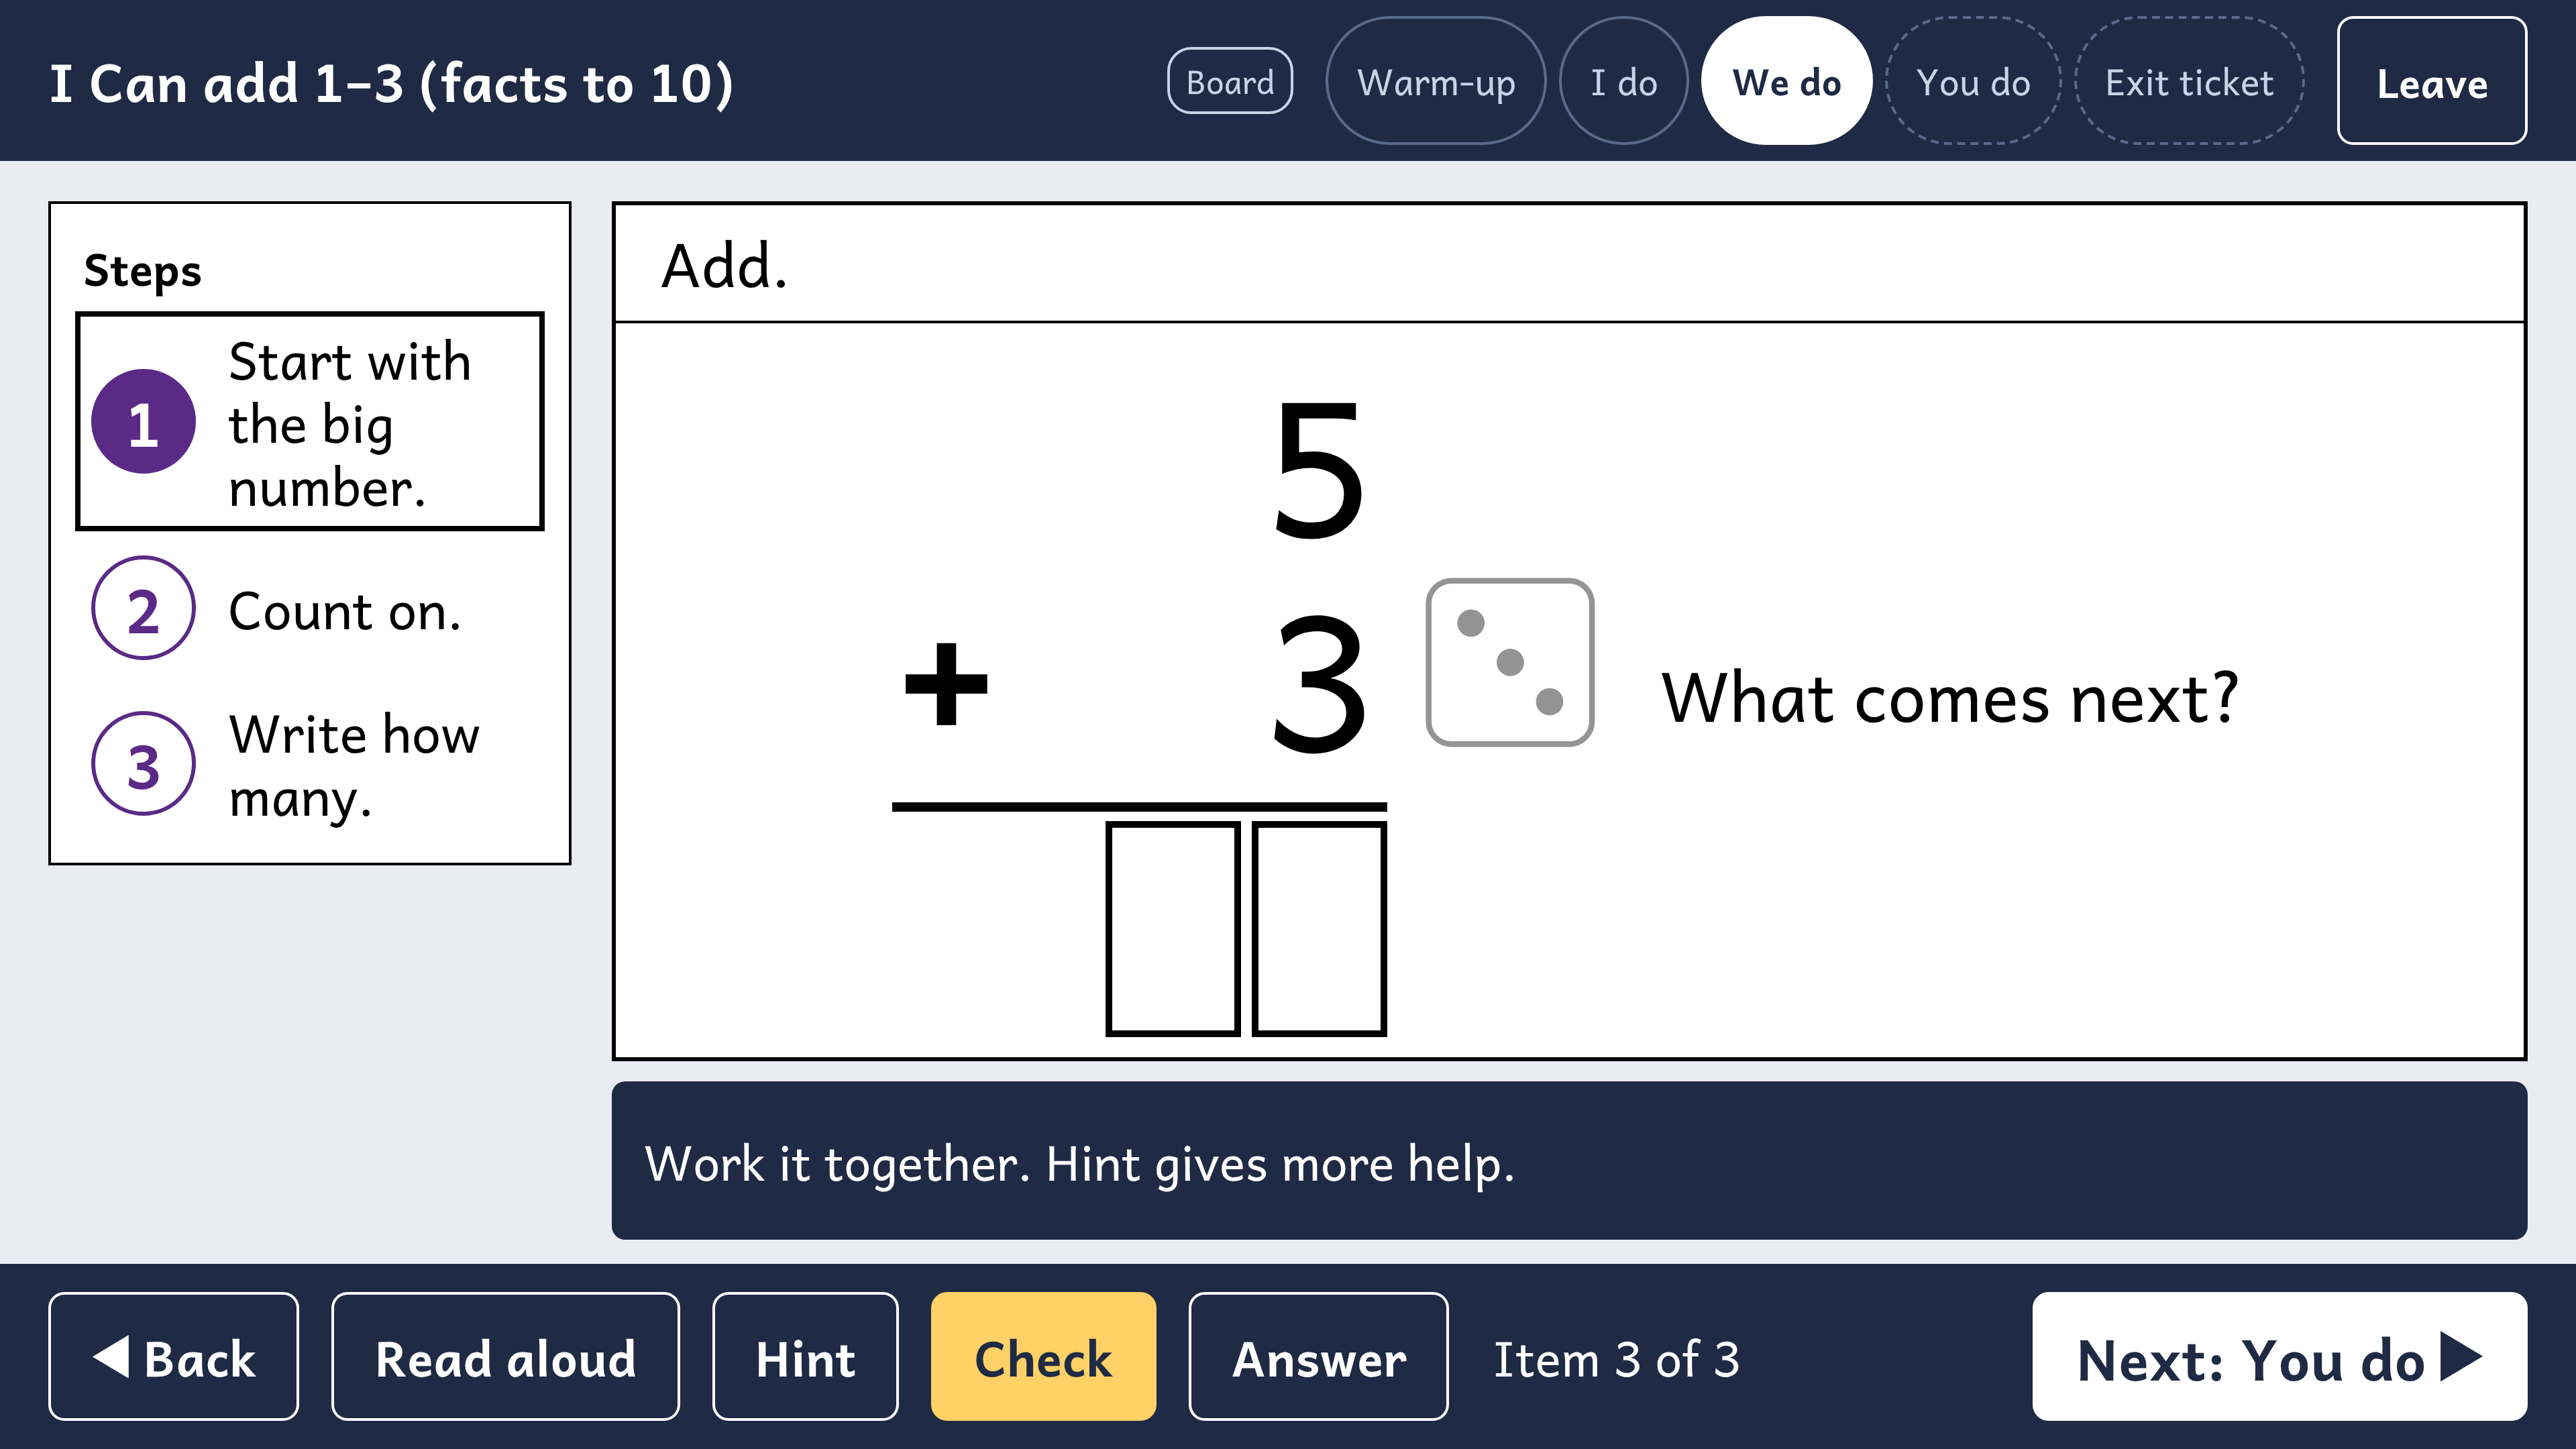 I Can add 1–3 (facts to 10)
Board
Warm-up
I do
We do
You do
Exit ticket
Leave
Steps
1
Start with
the big
number.
2
Count on.
3
Write how
many.
Add.
5
+ 3
What comes next?
Work it together. Hint gives more help.
Back
Read aloud
Hint
Check
Answer
Item 3 of 3
Next: You do